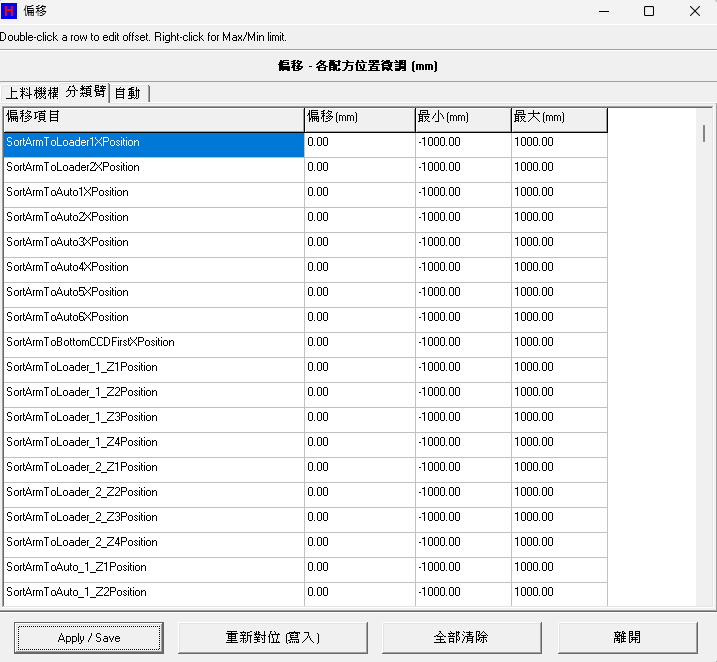 H 偏移
Double-click a row to edit offset. Right-click for Max/Min limit.
偏移 - 各配方位置微調 (mm)
上料機構 分類臂 自動
偏移項目 偏移(mm) 最小(mm) 最大(mm)
SortArmToLoader1XPosition 0.00 -1000.00 1000.00
SortArmToLoader2XPosition 0.00 -1000.00 1000.00
SortArmToAuto1XPosition 0.00 -1000.00 1000.00
SortArmToAuto2XPosition 0.00 -1000.00 1000.00
SortArmToAuto3XPosition 0.00 -1000.00 1000.00
SortArmToAuto4XPosition 0.00 -1000.00 1000.00
SortArmToAuto5XPosition 0.00 -1000.00 1000.00
SortArmToAuto6XPosition 0.00 -1000.00 1000.00
SortArmToBottomCCDFirstXPosition 0.00 -1000.00 1000.00
SortArmToLoader_1_Z1Position 0.00 -1000.00 1000.00
SortArmToLoader_1_Z2Position 0.00 -1000.00 1000.00
SortArmToLoader_1_Z3Position 0.00 -1000.00 1000.00
SortArmToLoader_1_Z4Position 0.00 -1000.00 1000.00
SortArmToLoader_2_Z1Position 0.00 -1000.00 1000.00
SortArmToLoader_2_Z2Position 0.00 -1000.00 1000.00
SortArmToLoader_2_Z3Position 0.00 -1000.00 1000.00
SortArmToLoader_2_Z4Position 0.00 -1000.00 1000.00
SortArmToAuto_1_Z1Position 0.00 -1000.00 1000.00
SortArmToAuto_1_Z2Position 0.00 -1000.00 1000.00
Apply / Save 重新對位 (寫入) 全部清除 離開